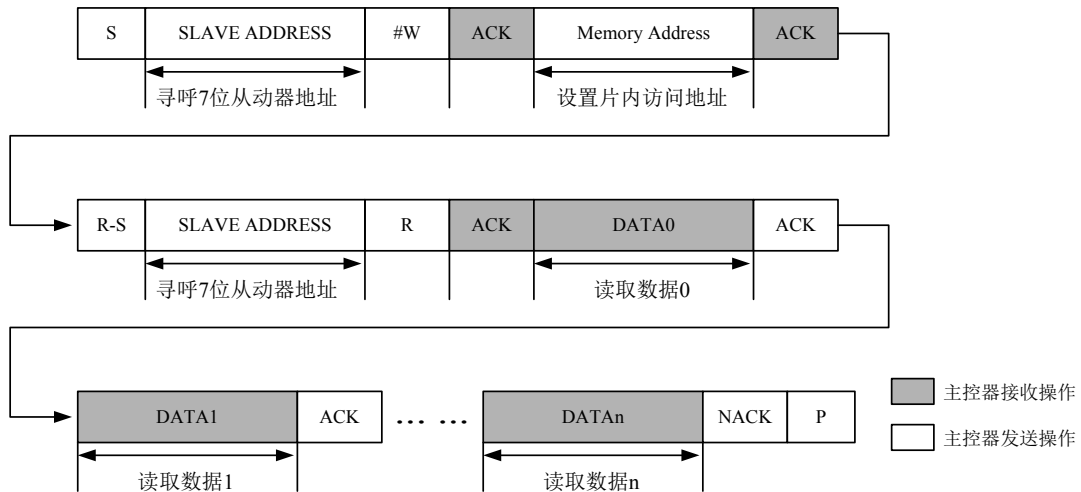 S SLAVE ADDRESS #W ACK Memory Address ACK
寻呼7位从动器地址 设置片内访问地址
R-S SLAVE ADDRESS R ACK DATA0 ACK
寻呼7位从动器地址 读取数据0
DATA1 ACK … … DATAn NACK P
读取数据1 读取数据n
主控器接收操作
主控器发送操作